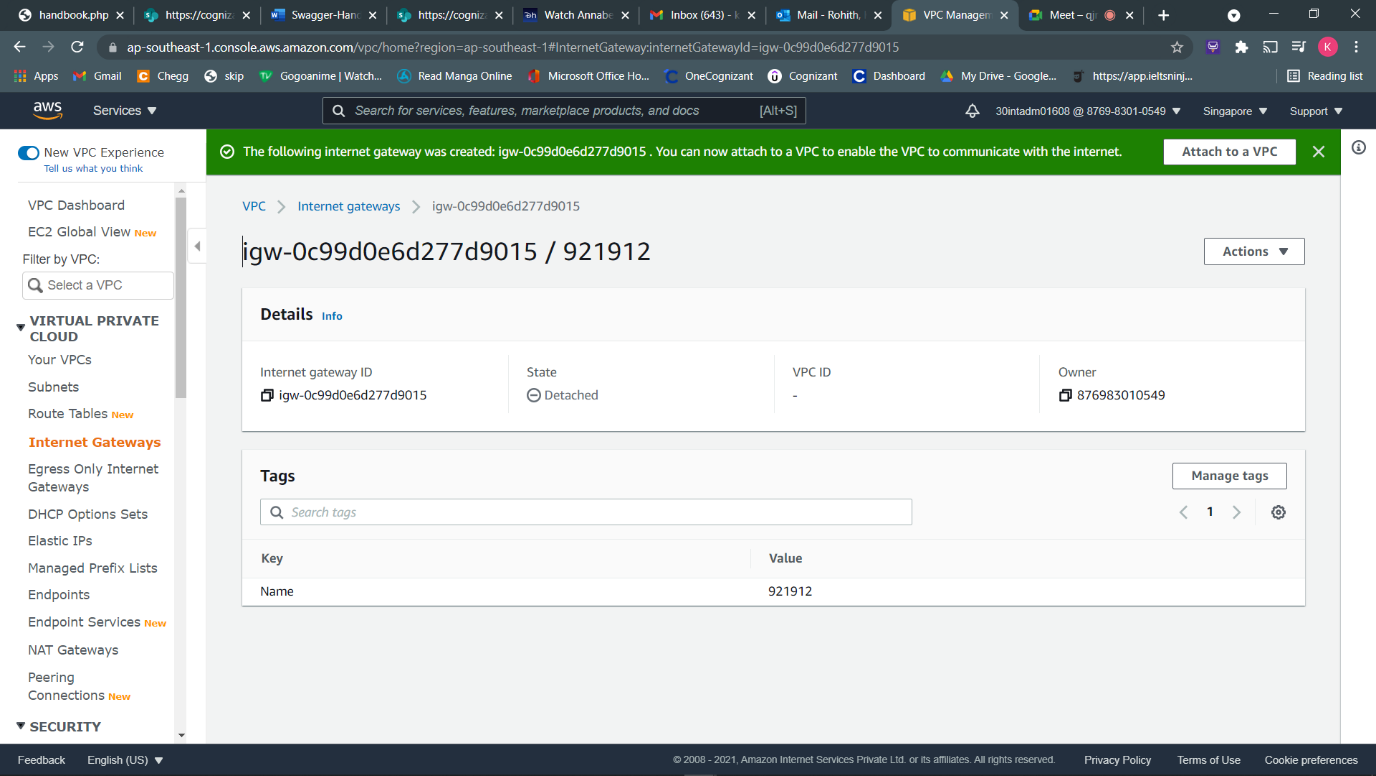 handbook.php
https://cogniz
Swagger-Han
https://cogniz
Watch Annabe
Inbox (643) - k
Mail - Rohith,
VPC Managem
Meet – qjr
ap-southeast-1.console.aws.amazon.com/vpc/home?region=ap-southeast-1#InternetGateway:internetGatewayId=igw-0c99d0e6d277d9015
K
Apps
Gmail
Chegg
skip
Gogoanime | Watch...
Read Manga Online
Microsoft Office Ho...
OneCognizant
Cognizant
Dashboard
My Drive - Google...
https://app.ieltsninj...
Reading list
aws
Services
Search for services, features, marketplace products, and docs
[Alt+S]
30intadm01608 @ 8769-8301-0549
Singapore
Support
New VPC Experience
Tell us what you think
The following internet gateway was created: igw-0c99d0e6d277d9015 . You can now attach to a VPC to enable the VPC to communicate with the internet.
Attach to a VPC
VPC Dashboard
EC2 Global View New
Filter by VPC:
Select a VPC
VIRTUAL PRIVATE
CLOUD
Your VPCs
Subnets
Route Tables New
Internet Gateways
Egress Only Internet
Gateways
DHCP Options Sets
Elastic IPs
Managed Prefix Lists
Endpoints
Endpoint Services New
NAT Gateways
Peering
Connections New
SECURITY
VPC
Internet gateways
igw-0c99d0e6d277d9015
igw-0c99d0e6d277d9015 / 921912
Actions
Details Info
Internet gateway ID
igw-0c99d0e6d277d9015
State
Detached
VPC ID
-
Owner
876983010549
Tags
Manage tags
Search tags
1
Key
Value
Name
921912
Feedback
English (US)
© 2008 - 2021, Amazon Internet Services Private Ltd. or its affiliates. All rights reserved.
Privacy Policy
Terms of Use
Cookie preferences